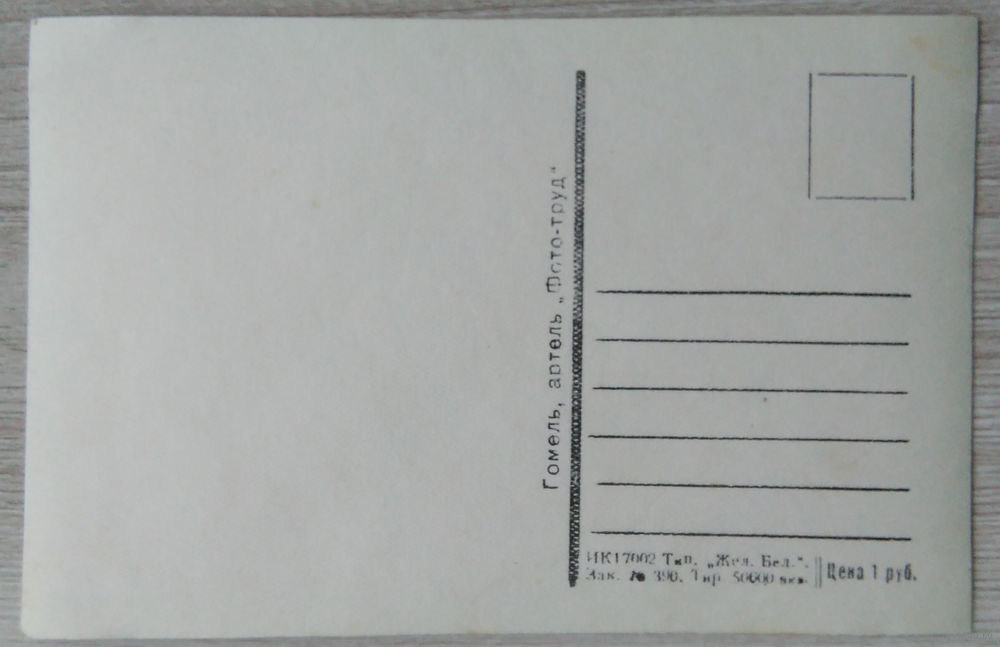 Гомель, артель „Фото-труд“
ИК17002 Тип. „Жел. Бел.“.
Зак. № 390. Тир. 50000 экз.
Цена 1 руб.